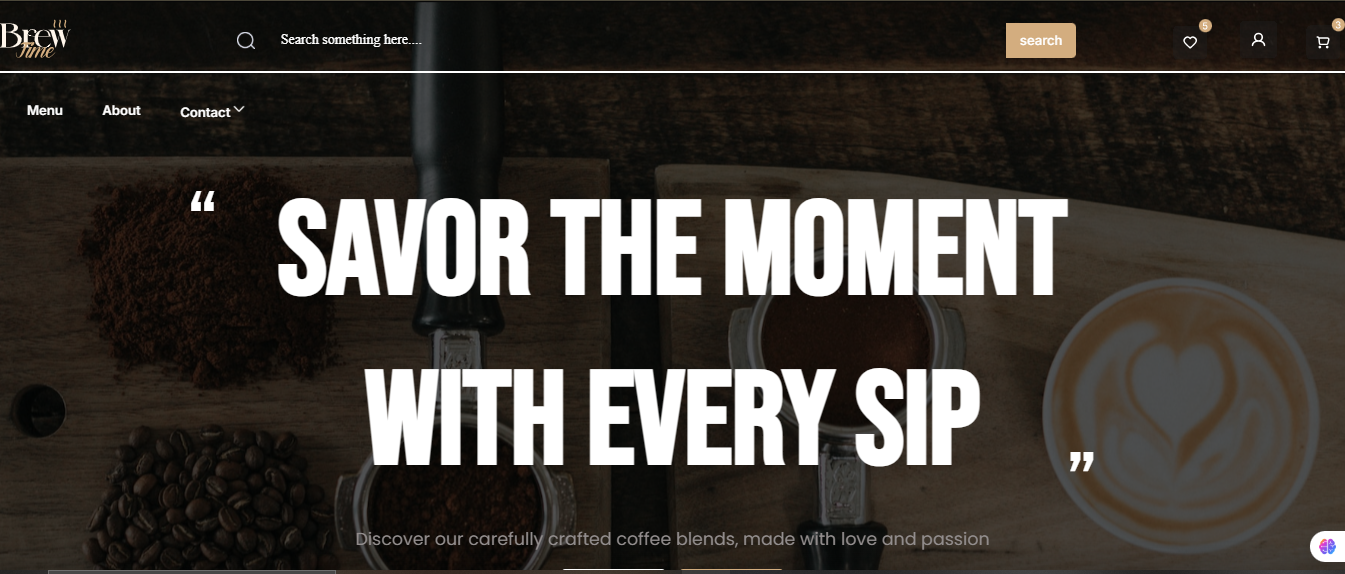 Brew
Time
Search something here....
search
5
3
Menu
About
Contact
“ SAVOR THE MOMENT
WITH EVERY SIP ”
Discover our carefully crafted coffee blends, made with love and passion